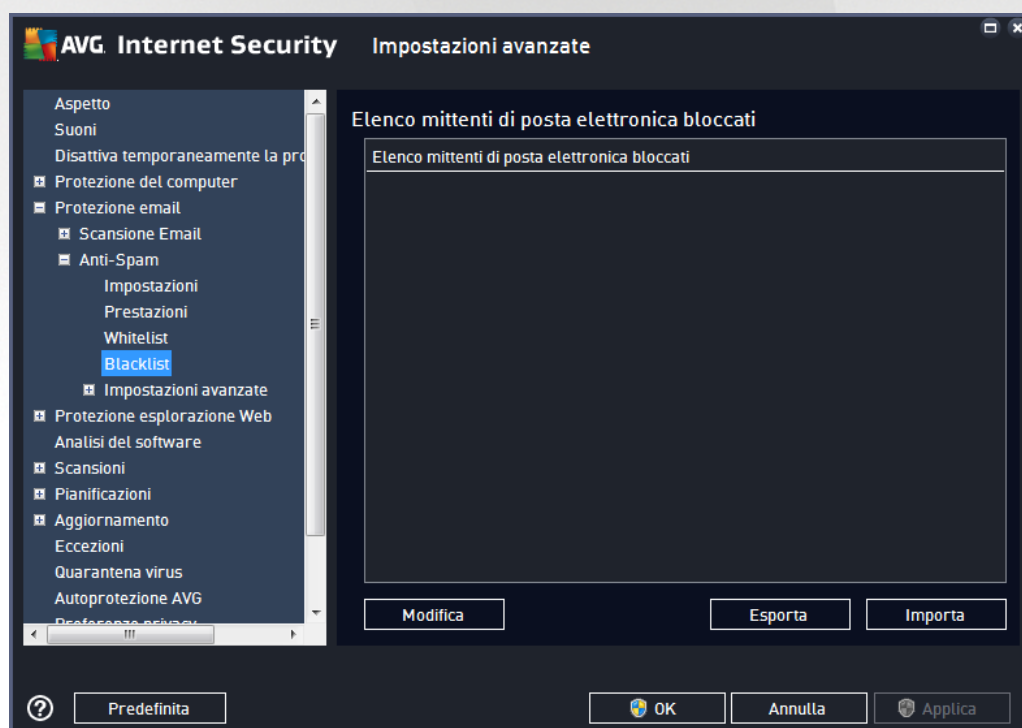 AVG. Internet Security Impostazioni avanzate
Aspetto
Suoni
Disattiva temporaneamente la
Protezione del computer
Protezione email
Scansione Email
Anti-Spam
Impostazioni
Prestazioni
Whitelist
Blacklist
Impostazioni avanzate
Protezione esplorazione Web
Analisi del software
Scansioni
Pianificazioni
Aggiornamento
Eccezioni
Quarantena virus
Autoprotezione AVG
Preferenze privacy
Elenco mittenti di posta elettronica bloccati
Elenco mittenti di posta elettronica bloccati
Modifica
Esporta
Importa
? Predefinita
OK
Annulla
Applica